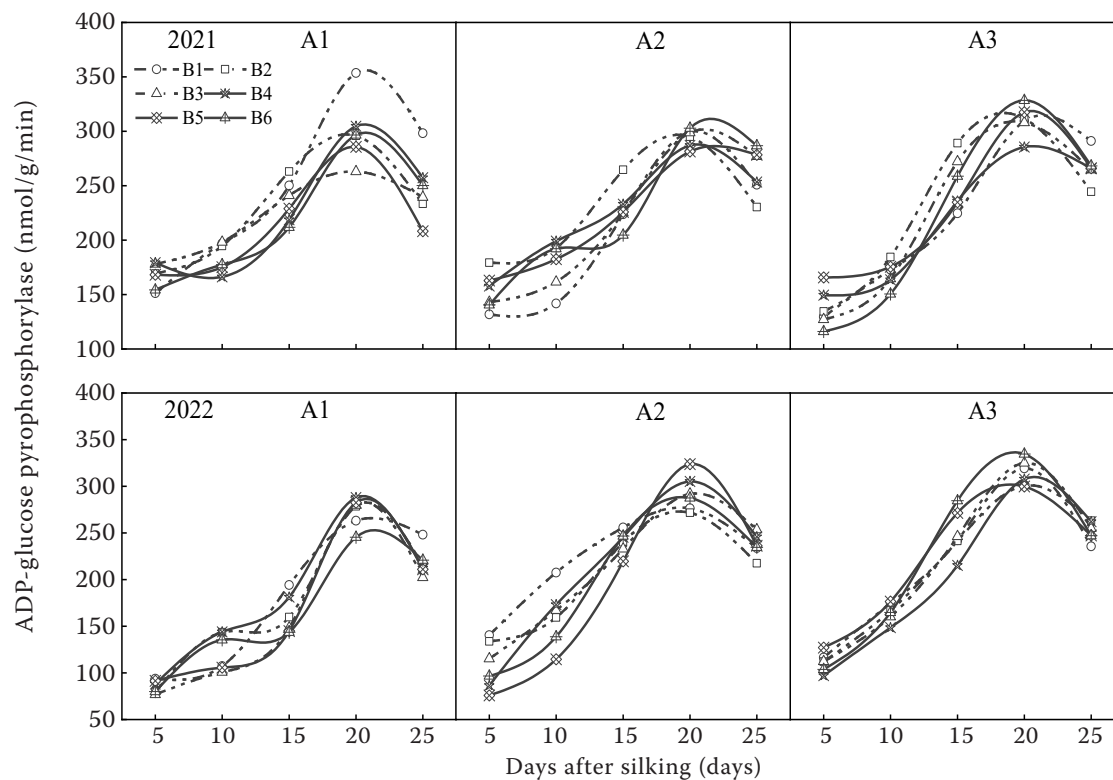 ADP-glucose pyrophosphorylase (nmol/g/min)
400
350
300
250
200
150
100
2021 A1
B1 B2
B3 B4
B5 B6
A2
A3
400
350
300
250
200
150
100
50
2022 A1
A2
A3
5 10 15 20 25 5 10 15 20 25 5 10 15 20 25
Days after silking (days)